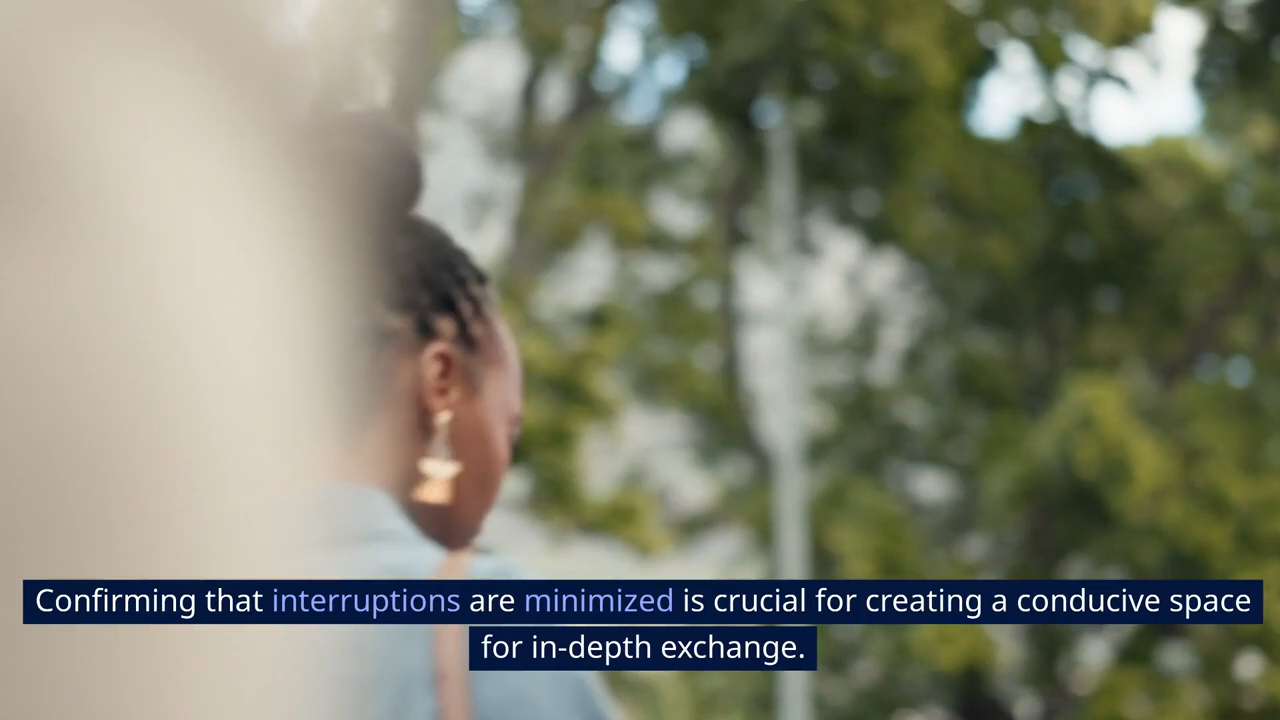 Confirming that interruptions are minimized is crucial for creating a conducive space
for in-depth exchange.